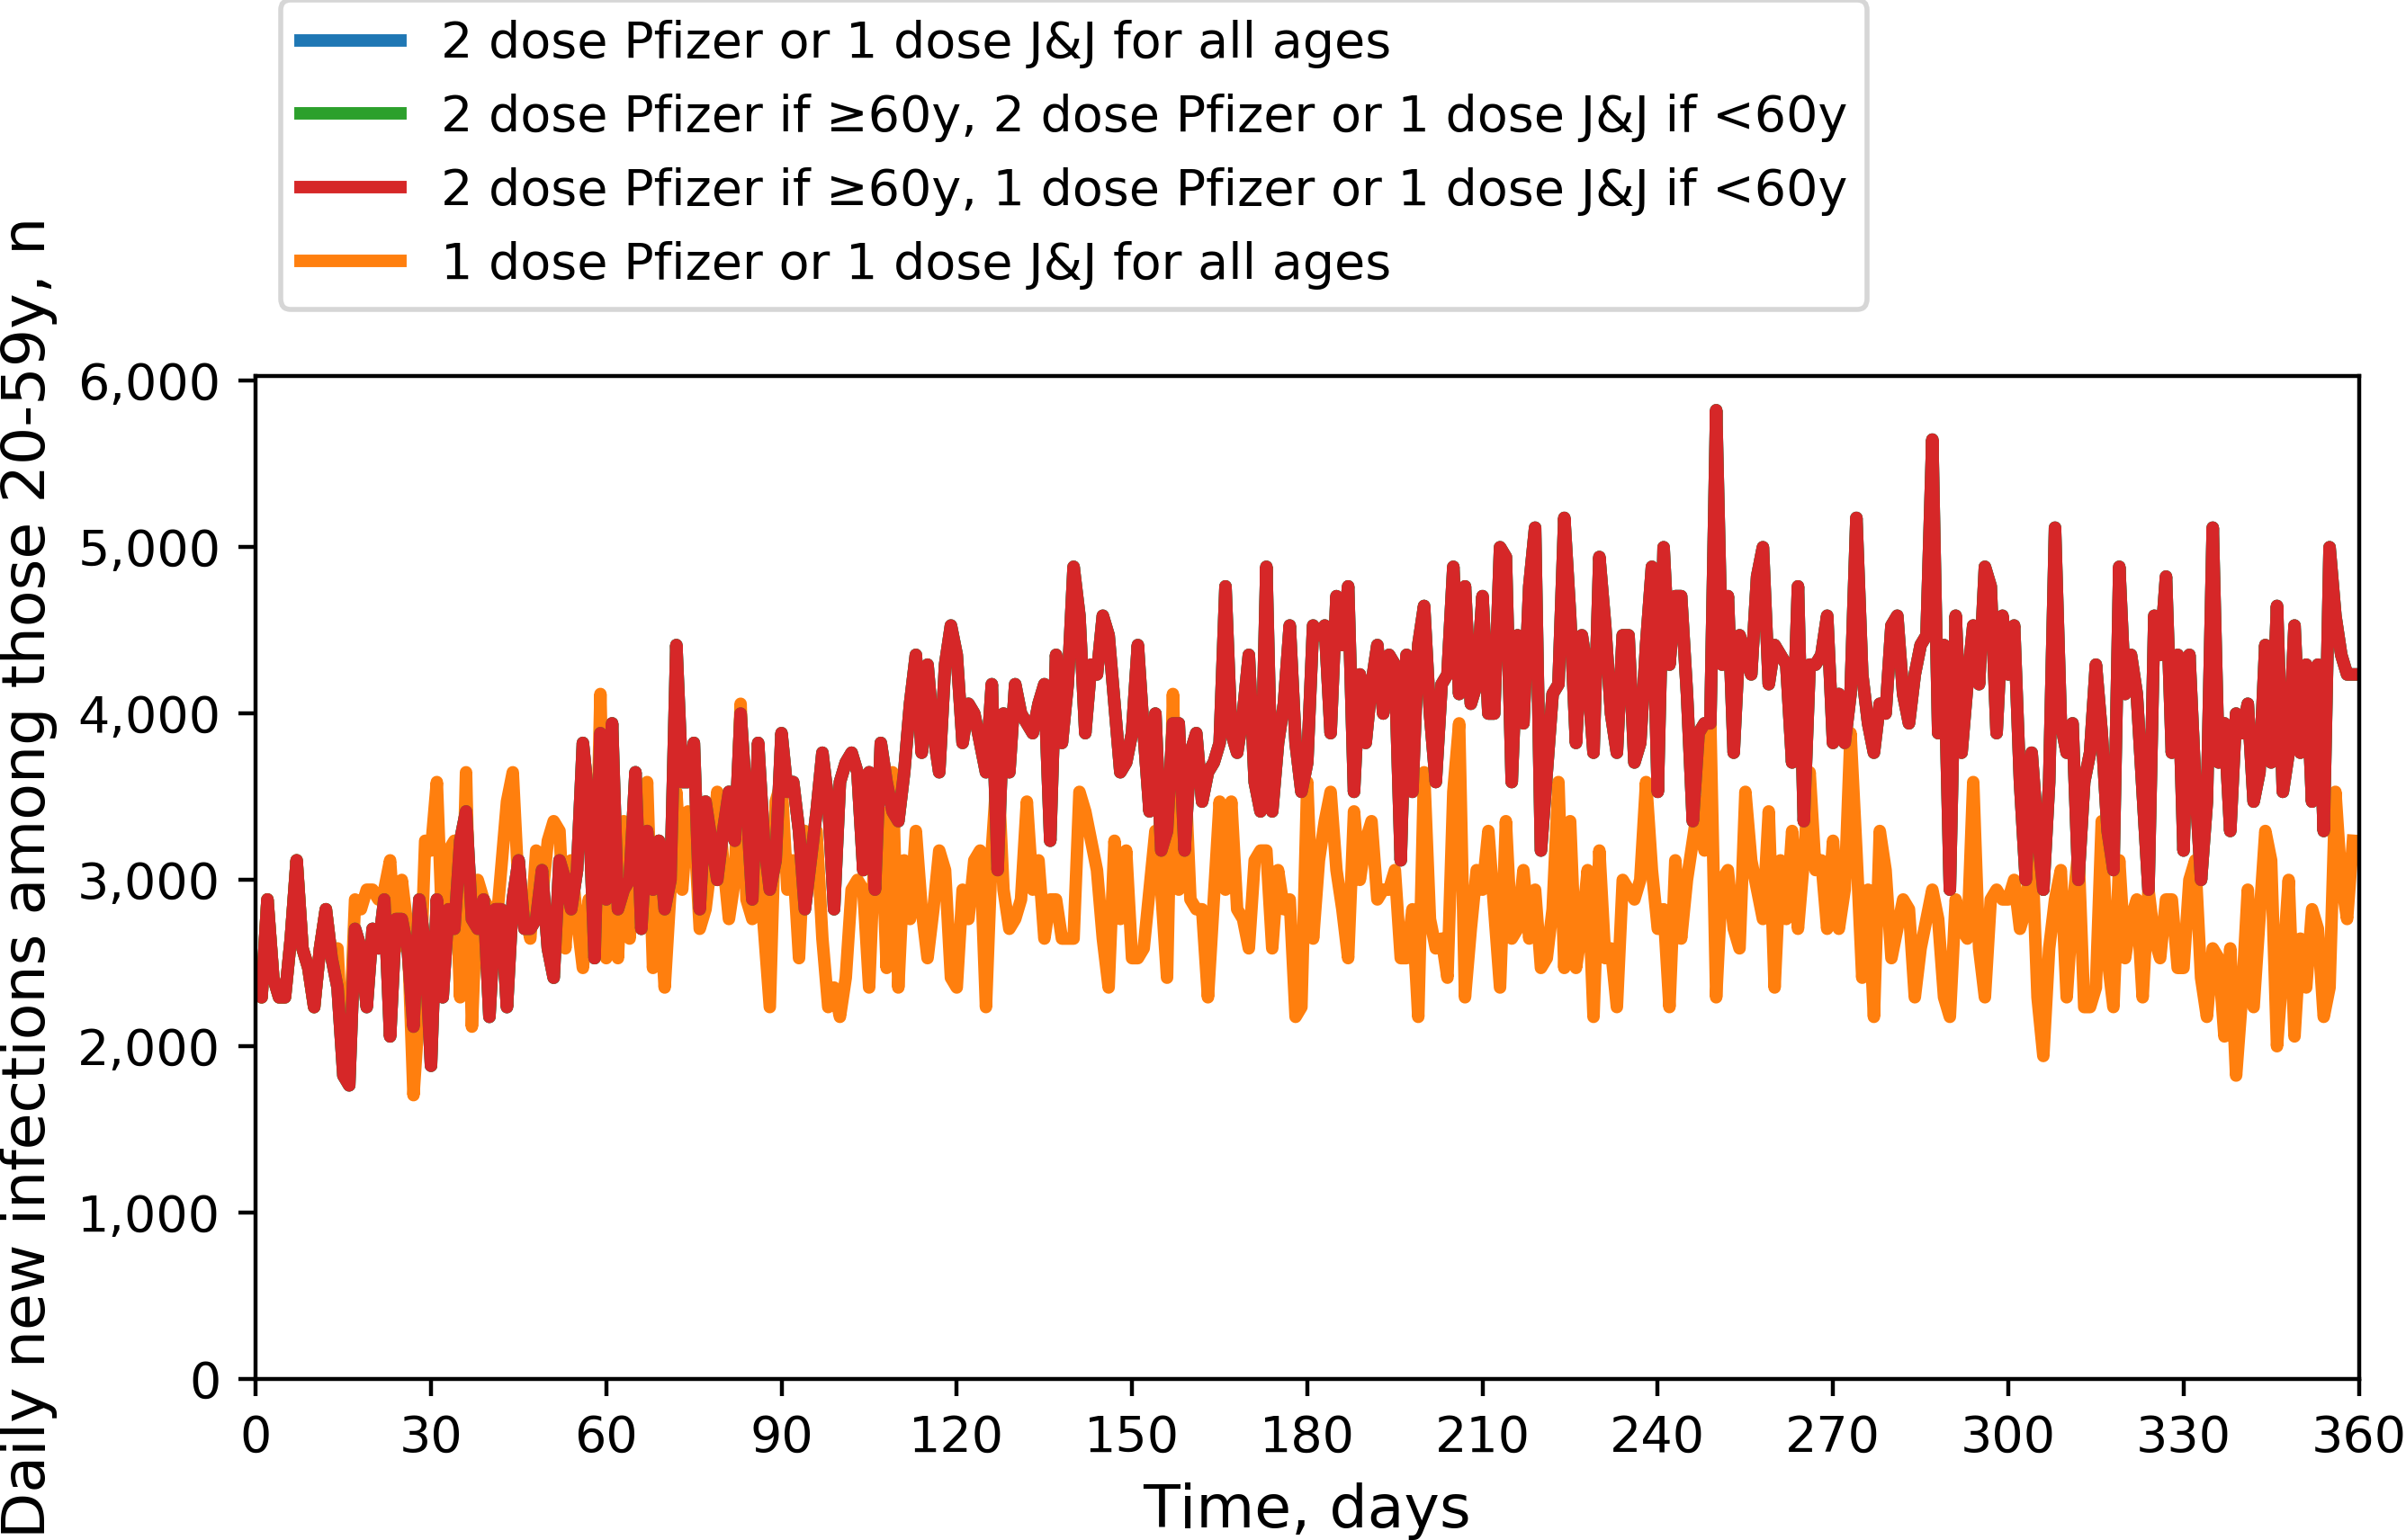 2 dose Pfizer or 1 dose J&J for all ages
2 dose Pfizer if ≥60y, 2 dose Pfizer or 1 dose J&J if <60y
2 dose Pfizer if ≥60y, 1 dose Pfizer or 1 dose J&J if <60y
1 dose Pfizer or 1 dose J&J for all ages
Daily new infections among those 20-59y, n
6,000
5,000
4,000
3,000
2,000
1,000
0
0 30 60 90 120 150 180 210 240 270 300 330 360
Time, days